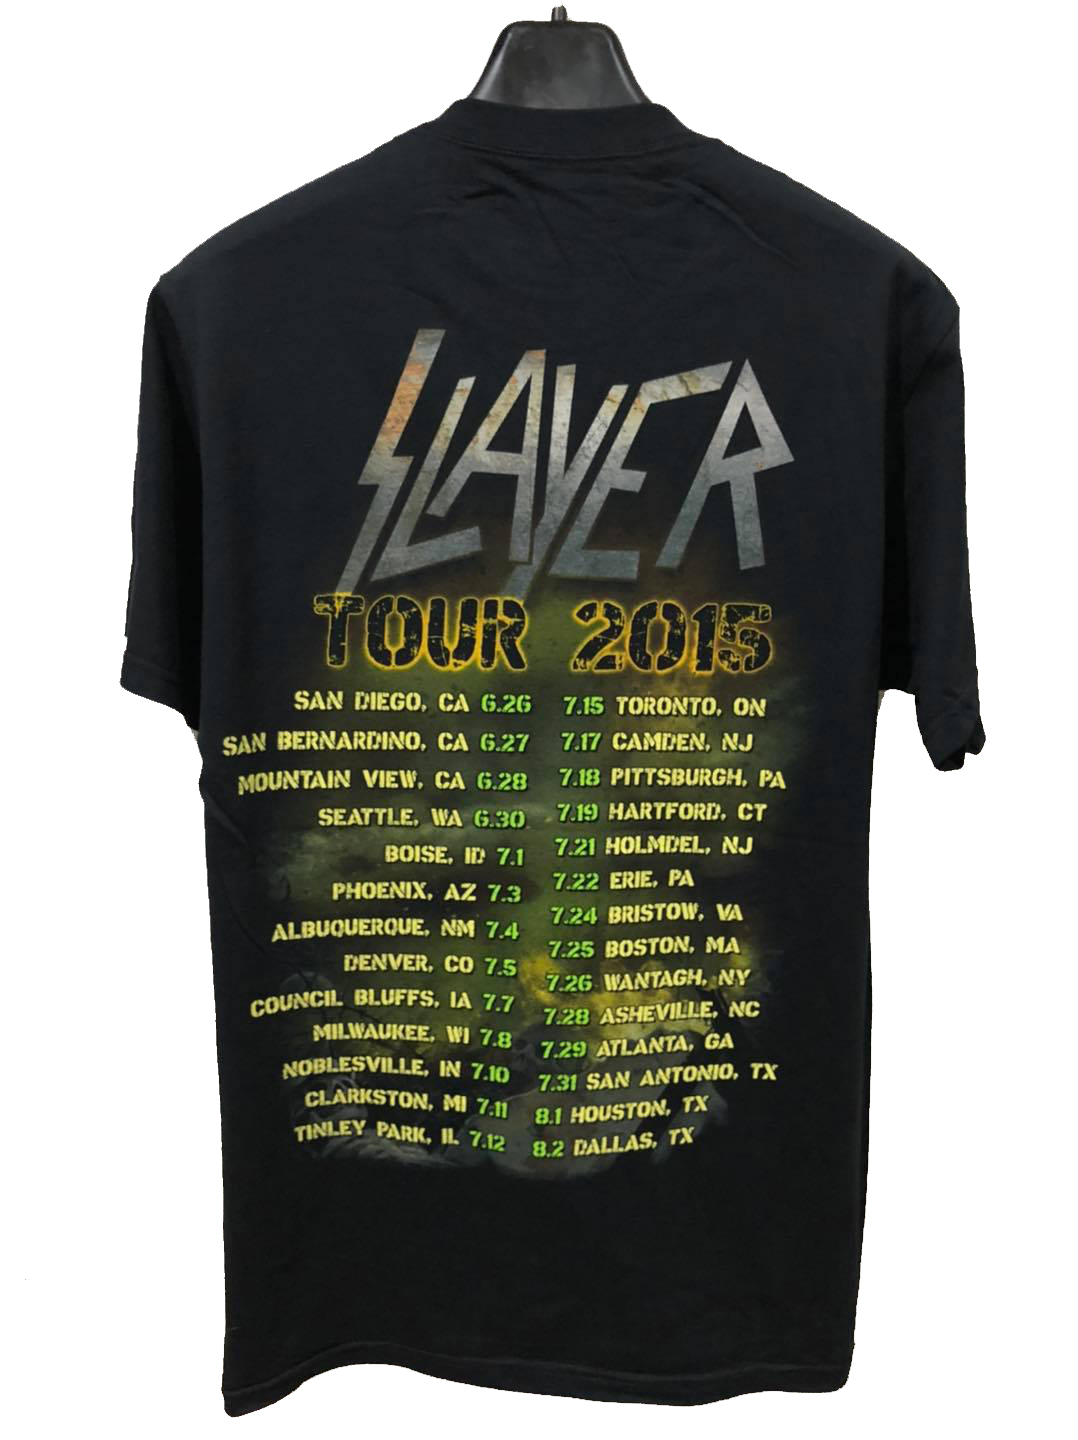 SLAYER
TOUR 2015
SAN DIEGO, CA 6.26
SAN BERNARDINO, CA 6.27
MOUNTAIN VIEW, CA 6.28
SEATTLE, WA 6.30
BOISE, ID 7.1
PHOENIX, AZ 7.3
ALBUQUERQUE, NM 7.4
DENVER, CO 7.5
COUNCIL BLUFFS, IA 7.7
MILWAUKEE, WI 7.8
NOBLESVILLE, IN 7.10
CLARKSTON, MI 7.11
TINLEY PARK, IL 7.12
7.15 TORONTO, ON
7.17 CAMDEN, NJ
7.18 PITTSBURGH, PA
7.19 HARTFORD, CT
7.21 HOLMDEL, NJ
7.22 ERIE, PA
7.24 BRISTOW, VA
7.25 BOSTON, MA
7.26 WANTAGH, NY
7.28 ASHEVILLE, NC
7.29 ATLANTA, GA
7.31 SAN ANTONIO, TX
8.1 HOUSTON, TX
8.2 DALLAS, TX